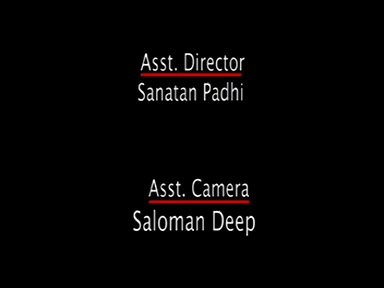 Asst. Director
Sanatan Padhi
Asst. Camera
Saloman Deep